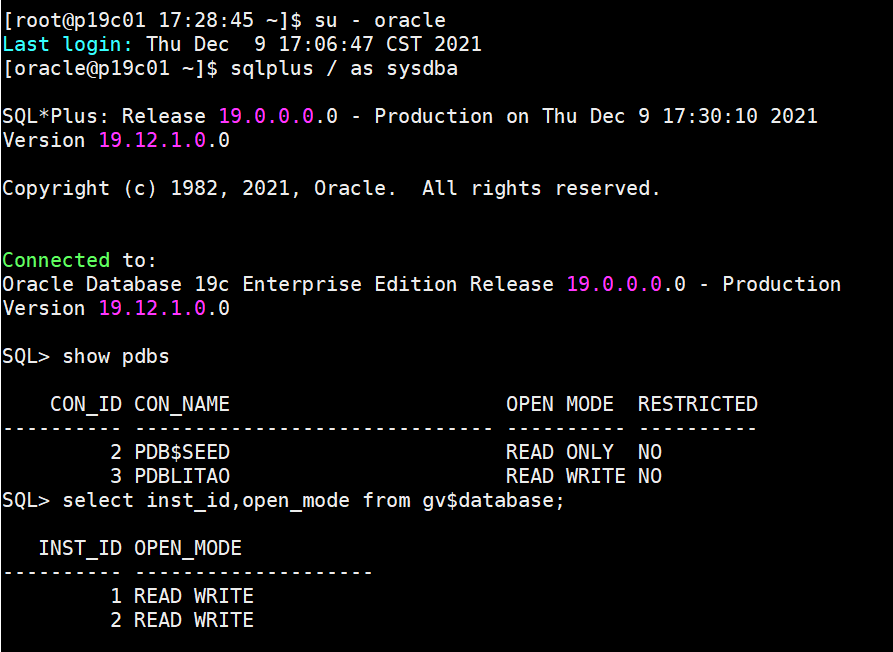 [root@p19c01 17:28:45 ~]$ su - oracle
Last login: Thu Dec  9 17:06:47 CST 2021
[oracle@p19c01 ~]$ sqlplus / as sysdba
SQL*Plus: Release 19.0.0.0.0 - Production on Thu Dec 9 17:30:10 2021
Version 19.12.1.0.0
Copyright (c) 1982, 2021, Oracle.  All rights reserved.
Connected to:
Oracle Database 19c Enterprise Edition Release 19.0.0.0.0 - Production
Version 19.12.1.0.0
SQL> show pdbs
    CON_ID CON_NAME                       OPEN MODE  RESTRICTED
---------- ------------------------------ ---------- ----------
         2 PDB$SEED                       READ ONLY  NO
         3 PDBLITAO                       READ WRITE NO
SQL> select inst_id,open_mode from gv$database;
   INST_ID OPEN_MODE
---------- --------------------
         1 READ WRITE
         2 READ WRITE